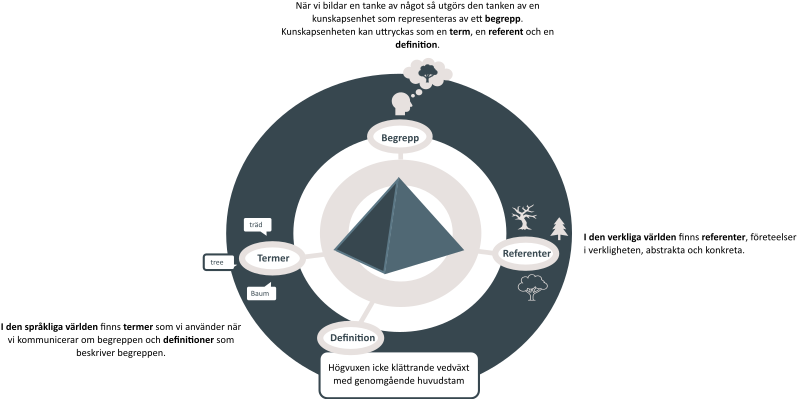 När vi bildar en tanke av något så utgörs den tanken av en
kunskapsenhet som representeras av ett begrepp.
Kunskapsenheten kan uttryckas som en term, en referent och en
definition.
Begrepp
träd
tree
Termer
Baum
Referenter
I den verkliga världen finns referenter, företeelser
i verkligheten, abstrakta och konkreta.
I den språkliga världen finns termer som vi använder när
vi kommunicerar om begreppen och definitioner som
beskriver begreppen.
Definition
Högvuxen icke klättrande vedväxt
med genomgående huvudstam